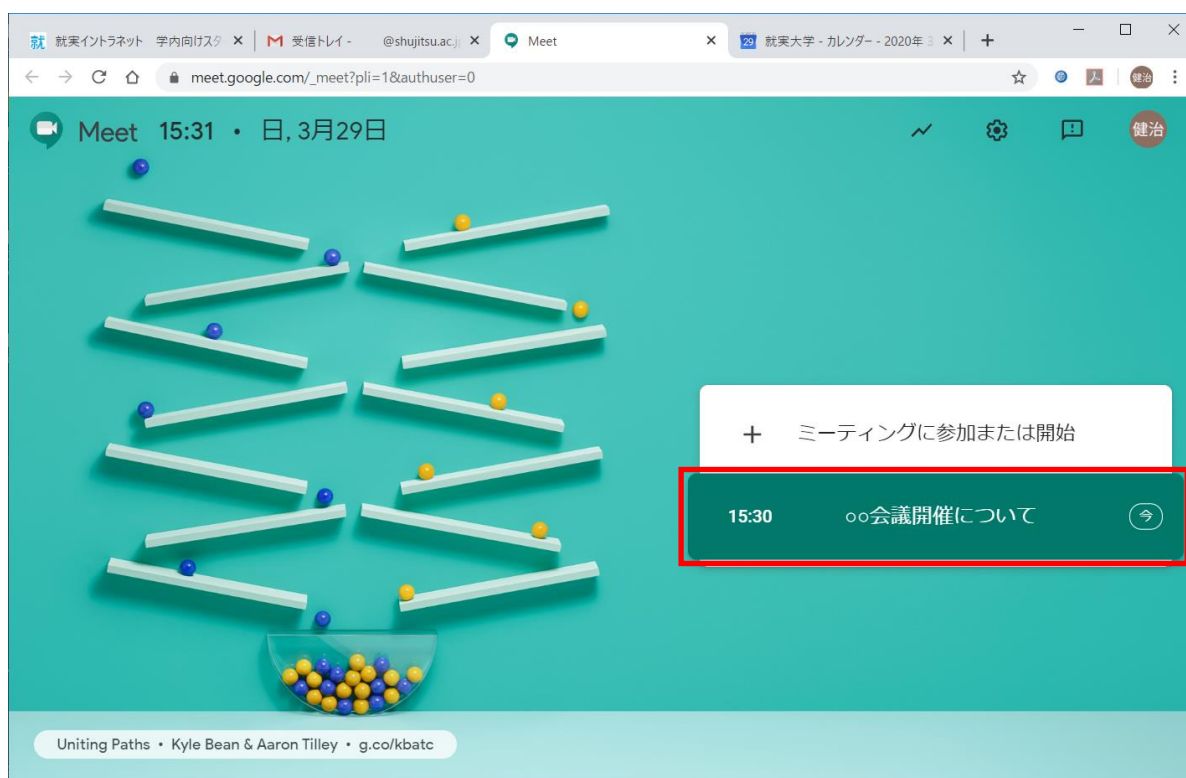 就 就実イントラネット 学内向けスタ
受信トレイ - @shujitsu.ac.j
Meet
29 就実大学 - カレンダー - 2020年 3
meet.google.com/_meet?pli=1&authuser=0
健治
Meet 15:31 • 日, 3月29日
健治
ミーティングに参加または開始
15:30 ○○会議開催について 今
Uniting Paths • Kyle Bean & Aaron Tilley • g.co/kbatc